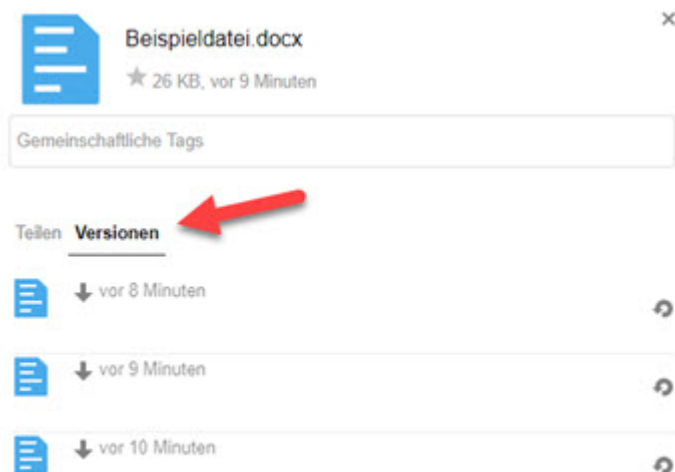 Beispieldatei.docx
26 KB, vor 9 Minuten
Gemeinschaftliche Tags
Teilen Versionen
vor 8 Minuten
vor 9 Minuten
vor 10 Minuten